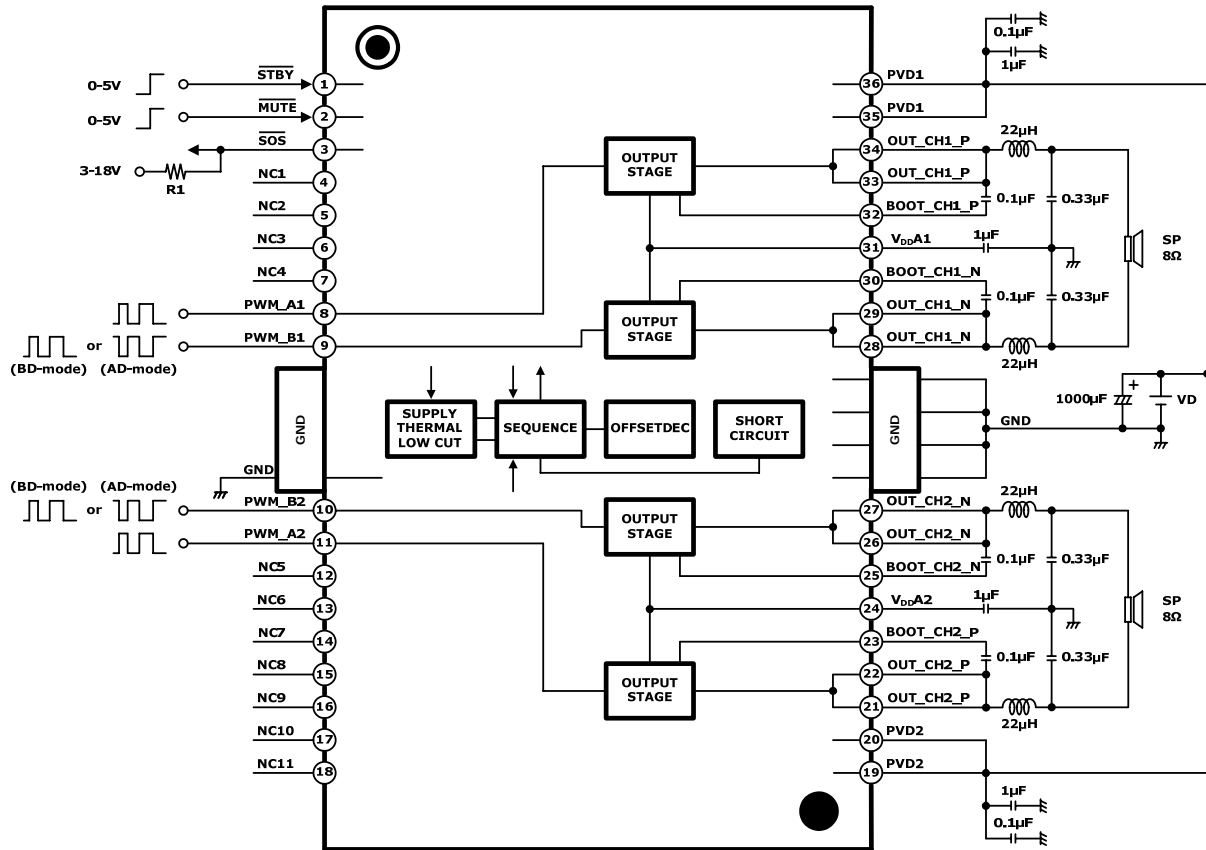 0.1μF
1μF
0-5V
STBY
1
36
PVD1
0-5V
MUTE
2
35
PVD1
SOS
3
3-18V
R1
NC1
4
NC2
5
NC3
6
NC4
7
OUTPUT
STAGE
34
OUT_CH1_P
22μH
33
OUT_CH1_P
0.1μF
0.33μF
32
BOOT_CH1_P
31
VDDA1
1μF
SP
8Ω
30
BOOT_CH1_N
PWM_A1
8
OUTPUT
STAGE
29
OUT_CH1_N
0.1μF
0.33μF
or
PWM_B1
9
28
OUT_CH1_N
22μH
(BD-mode)
(AD-mode)
GND
SUPPLY
THERMAL
LOW CUT
SEQUENCE
OFFSETDEC
SHORT
CIRCUIT
GND
GND
1000μF
+
VD
GND
(BD-mode)
(AD-mode)
or
PWM_B2
10
OUTPUT
STAGE
27
OUT_CH2_N
22μH
PWM_A2
11
26
OUT_CH2_N
0.1μF
0.33μF
NC5
12
25
BOOT_CH2_N
NC6
13
24
VDDA2
1μF
SP
8Ω
NC7
14
23
BOOT_CH2_P
NC8
15
OUTPUT
STAGE
22
OUT_CH2_P
0.1μF
0.33μF
NC9
16
21
OUT_CH2_P
22μH
NC10
17
20
PVD2
NC11
18
19
PVD2
1μF
0.1μF